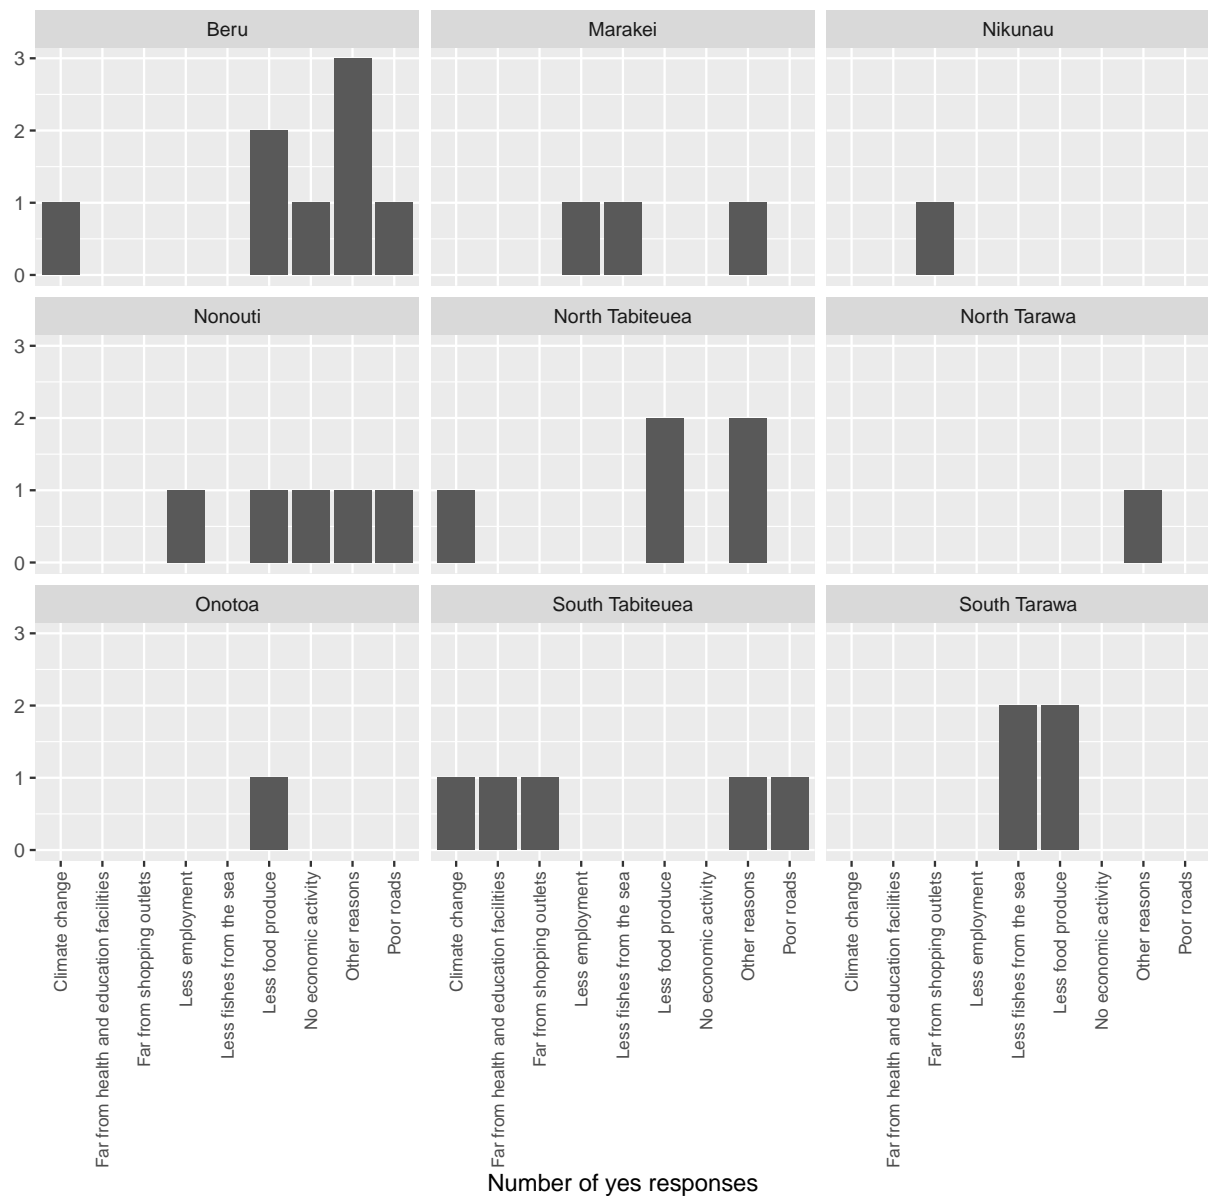 Beru
Marakei
Nikunau
3
2
1
0
Nonouti
North Tabiteuea
North Tarawa
3
2
1
0
Onotoa
South Tabiteuea
South Tarawa
3
2
1
0
Climate change
Far from health and education facilities
Far from shopping outlets
Less employment
Less fishes from the sea
Less food produce
No economic activity
Other reasons
Poor roads
Climate change
Far from health and education facilities
Far from shopping outlets
Less employment
Less fishes from the sea
Less food produce
No economic activity
Other reasons
Poor roads
Climate change
Far from health and education facilities
Far from shopping outlets
Less employment
Less fishes from the sea
Less food produce
No economic activity
Other reasons
Poor roads
Number of yes responses